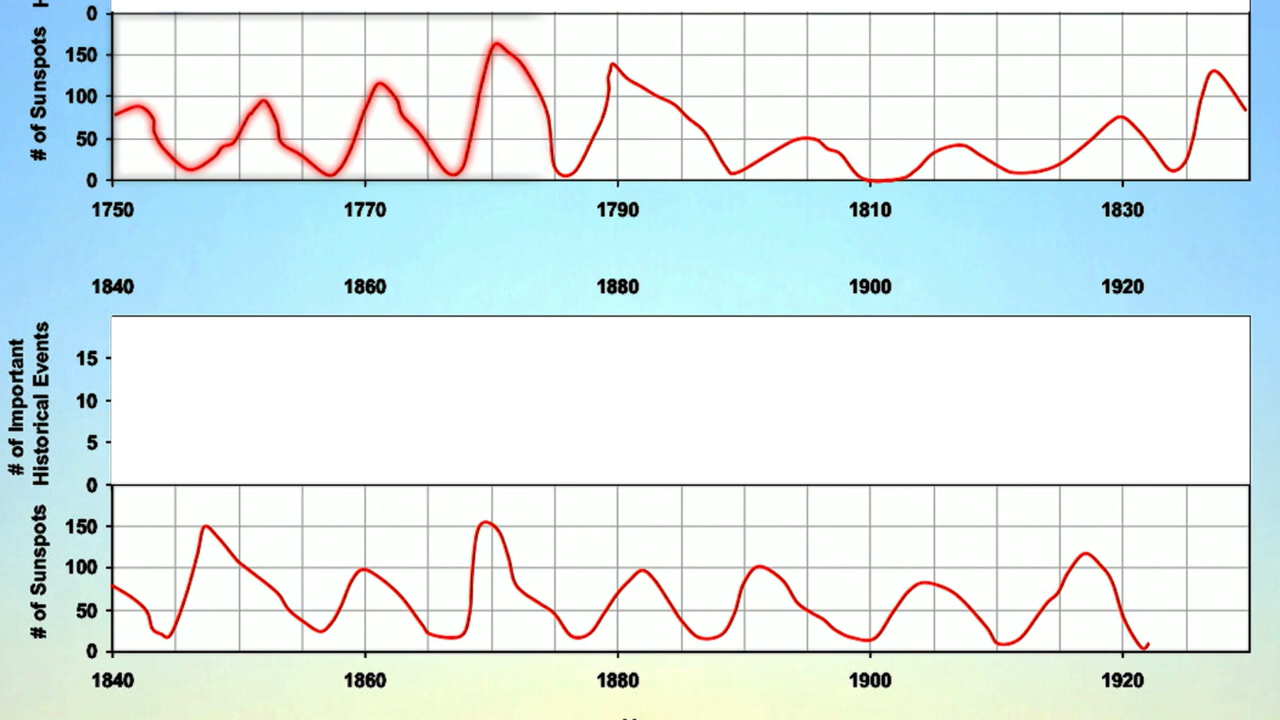 0
# of Sunspots
150
100
50
0
1750 1770 1790 1810 1830
1840 1860 1880 1900 1920
# of Important
Historical Events
15
10
5
0
# of Sunspots
150
100
50
0
1840 1860 1880 1900 1920